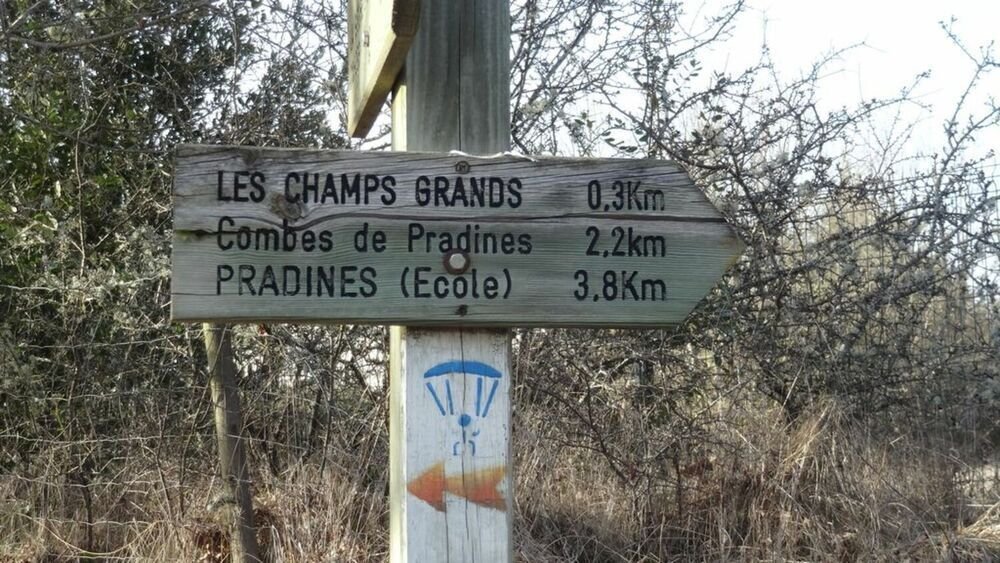 LES CHAMPS GRANDS 0.3Km
Combes de Pradines 2.2km
PRADINES (Ecole) 3.8Km